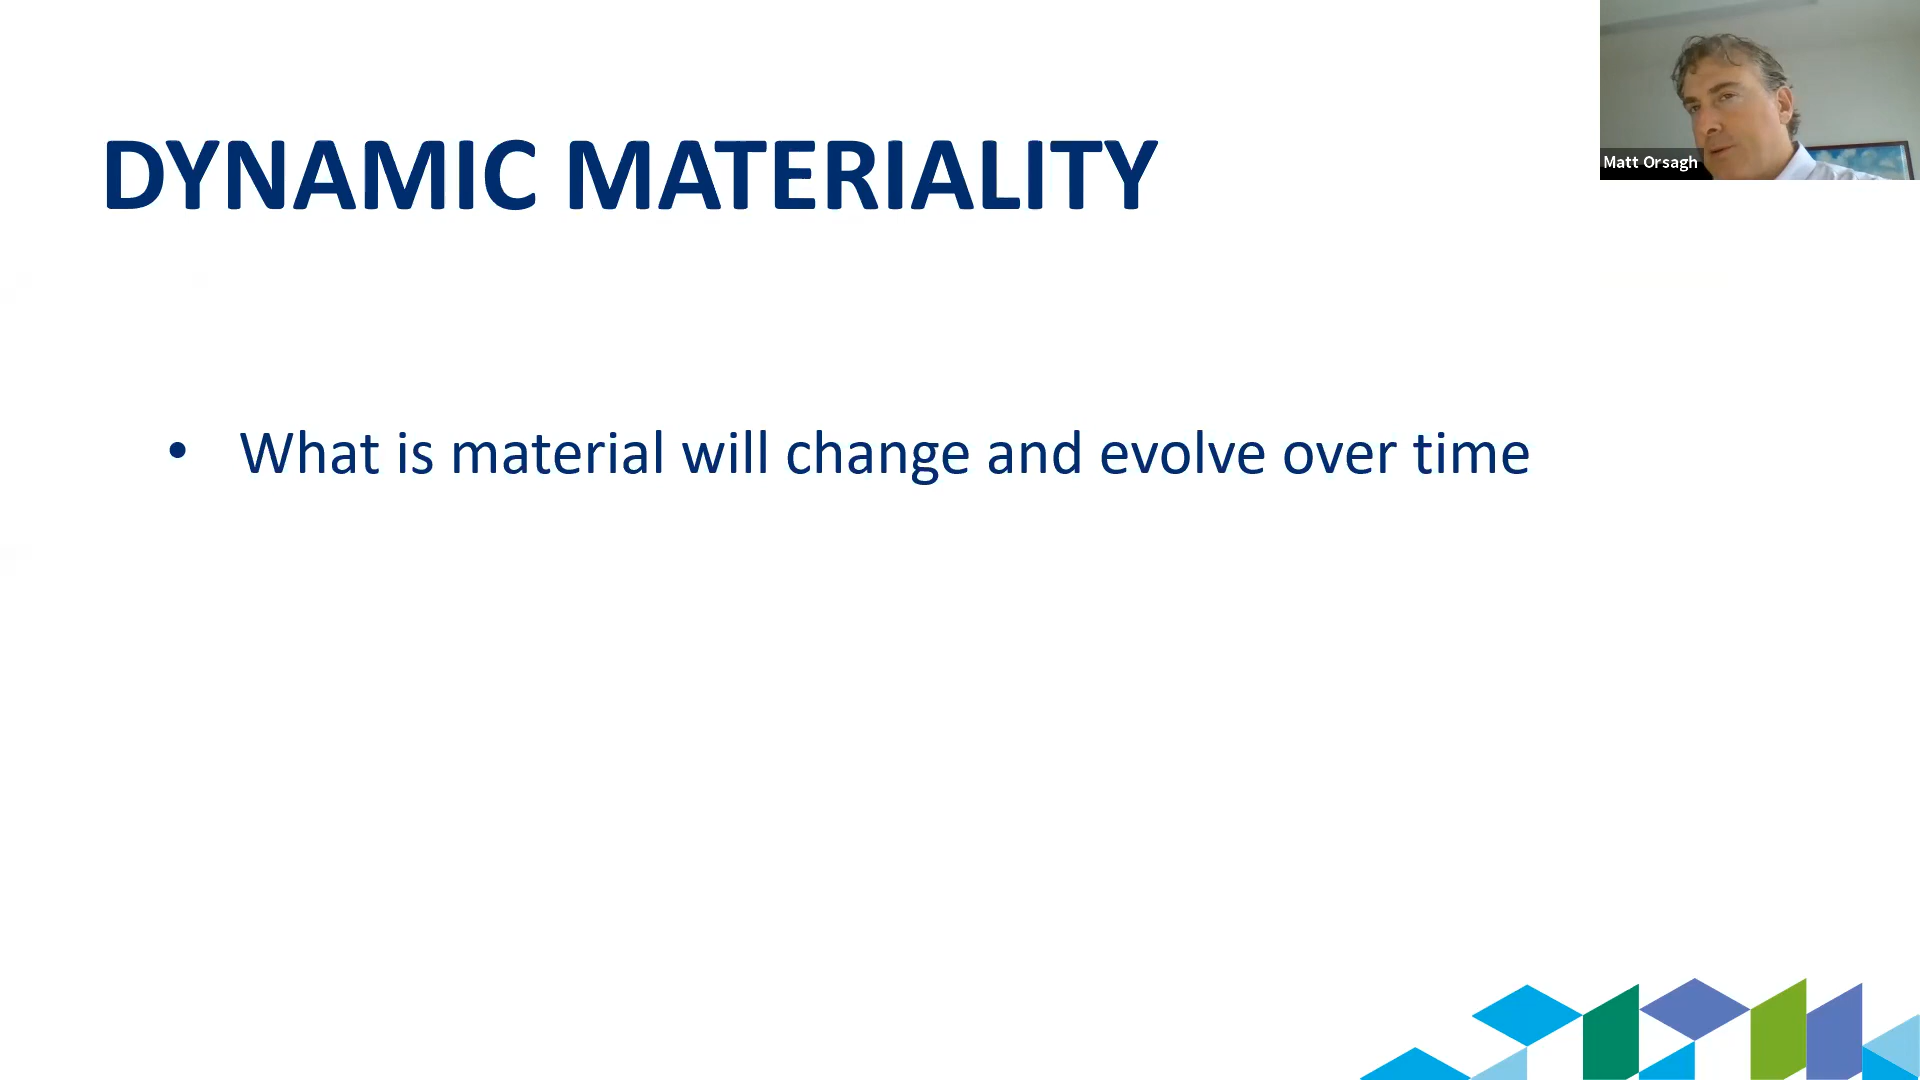 DYNAMIC MATERIALITY
Matt Orsagh
• What is material will change and evolve over time